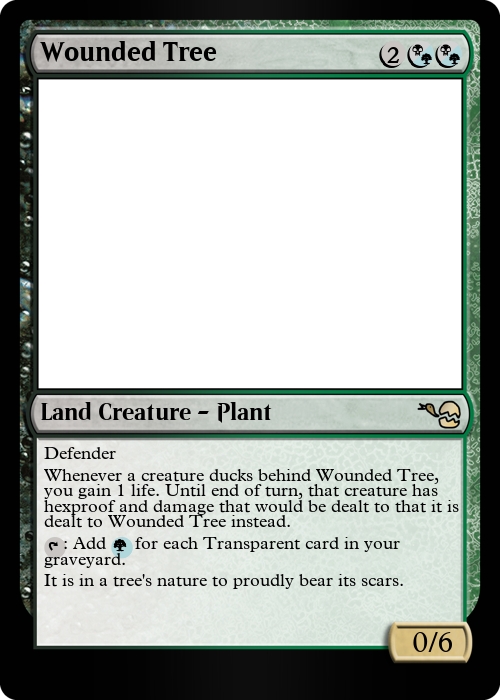 Wounded Tree 2
Land Creature - Plant
Defender
Whenever a creature ducks behind Wounded Tree,
you gain 1 life. Until end of turn, that creature has
hexproof and damage that would be dealt to that it is
dealt to Wounded Tree instead.
: Add for each Transparent card in your
graveyard.
It is in a tree's nature to proudly bear its scars.
0/6